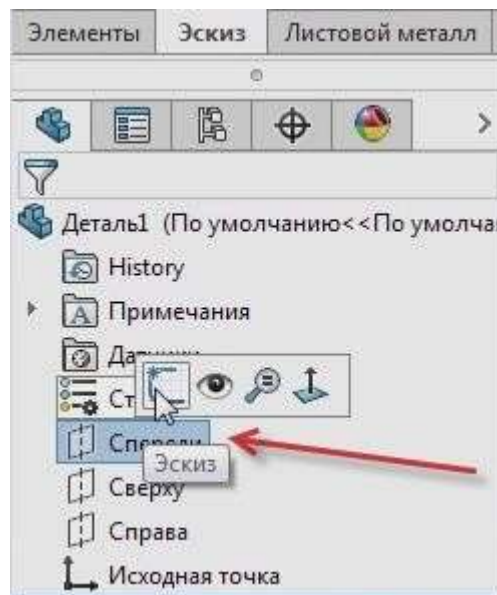 Элементы Эскиз Листовой металл
Деталь1 (По умолчанию<<По умолча
History
Примечания
Спереди
Эскиз
Сверху
Справа
Исходная точка